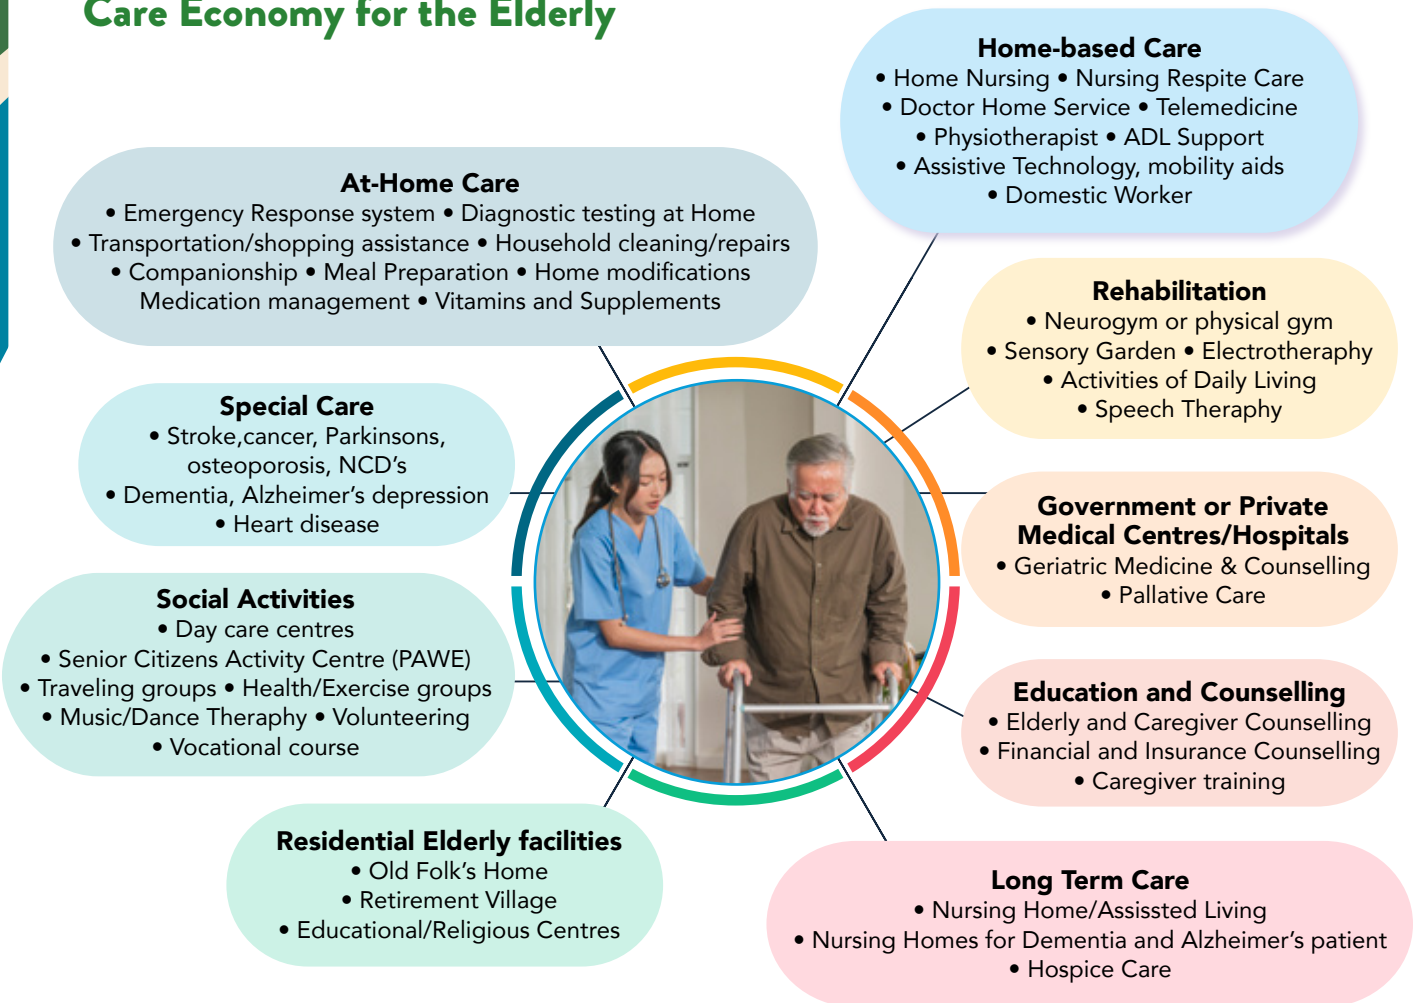 Care Economy for the Elderly
Home-based Care
• Home Nursing • Nursing Respite Care
• Doctor Home Service • Telemedicine
• Physiotherapist • ADL Support
• Assistive Technology, mobility aids
• Domestic Worker
At-Home Care
• Emergency Response system • Diagnostic testing at Home
• Transportation/shopping assistance • Household cleaning/repairs
• Companionship • Meal Preparation • Home modifications
Medication management • Vitamins and Supplements
Rehabilitation
• Neurogym or physical gym
• Sensory Garden • Electrotheraphy
• Activities of Daily Living
• Speech Theraphy
Special Care
• Stroke,cancer, Parkinsons,
osteoporosis, NCD’s
• Dementia, Alzheimer’s depression
• Heart disease
Government or Private
Medical Centres/Hospitals
• Geriatric Medicine & Counselling
• Pallative Care
Social Activities
• Day care centres
• Senior Citizens Activity Centre (PAWE)
• Traveling groups • Health/Exercise groups
• Music/Dance Theraphy • Volunteering
• Vocational course
Education and Counselling
• Elderly and Caregiver Counselling
• Financial and Insurance Counselling
• Caregiver training
Residential Elderly facilities
• Old Folk’s Home
• Retirement Village
• Educational/Religious Centres
Long Term Care
• Nursing Home/Assissted Living
• Nursing Homes for Dementia and Alzheimer’s patient
• Hospice Care